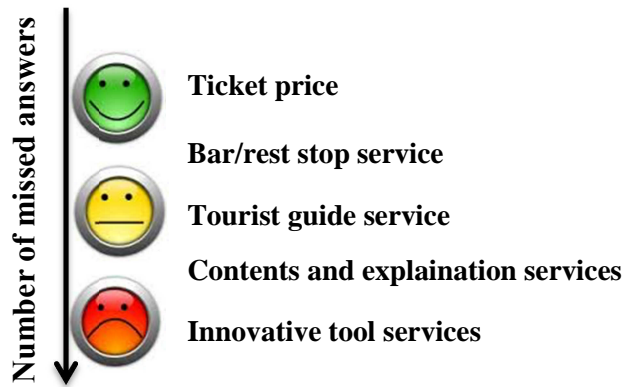 Number of missed answers
Ticket price
Bar/rest stop service
Tourist guide service
Contents and explaination services
Innovative tool services